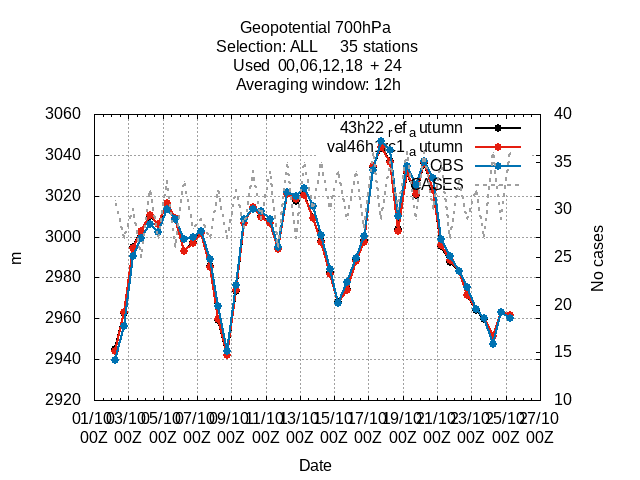 Geopotential 700hPa
Selection: ALL 35 stations
Used 00,06,12,18 + 24
Averaging window: 12h
3060
3040
3020
3000
2980
2960
2940
2920
m
40
35
30
25
20
15
10
No cases
43h22_ref_autumn
OBS
CASES
01/10 03/10 05/10 07/10 09/10 11/10 13/10 15/10 17/10 19/10 21/10 23/10 25/10 27/10
00Z 00Z 00Z 00Z 00Z 00Z 00Z 00Z 00Z 00Z 00Z 00Z 00Z 00Z
Date